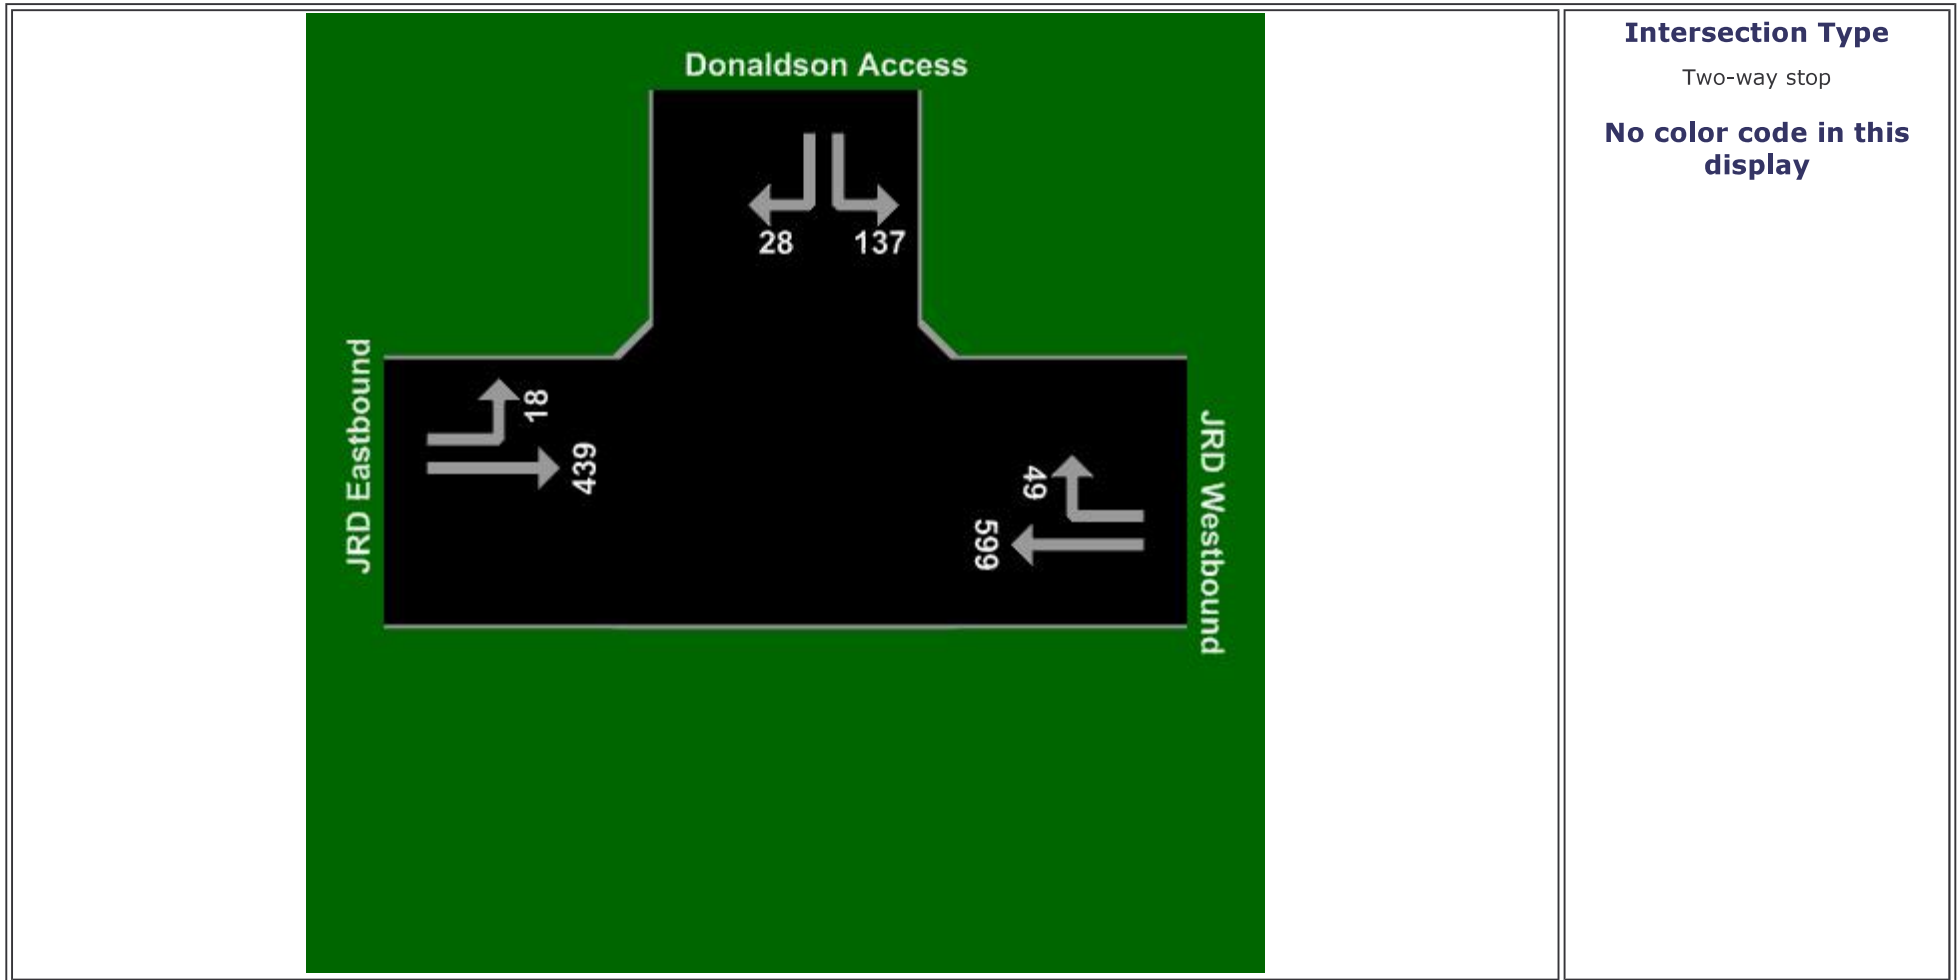 Donaldson Access
28
137
JRD Eastbound
18
439
49
599
JRD Westbound
Intersection Type
Two-way stop
No color code in this
display